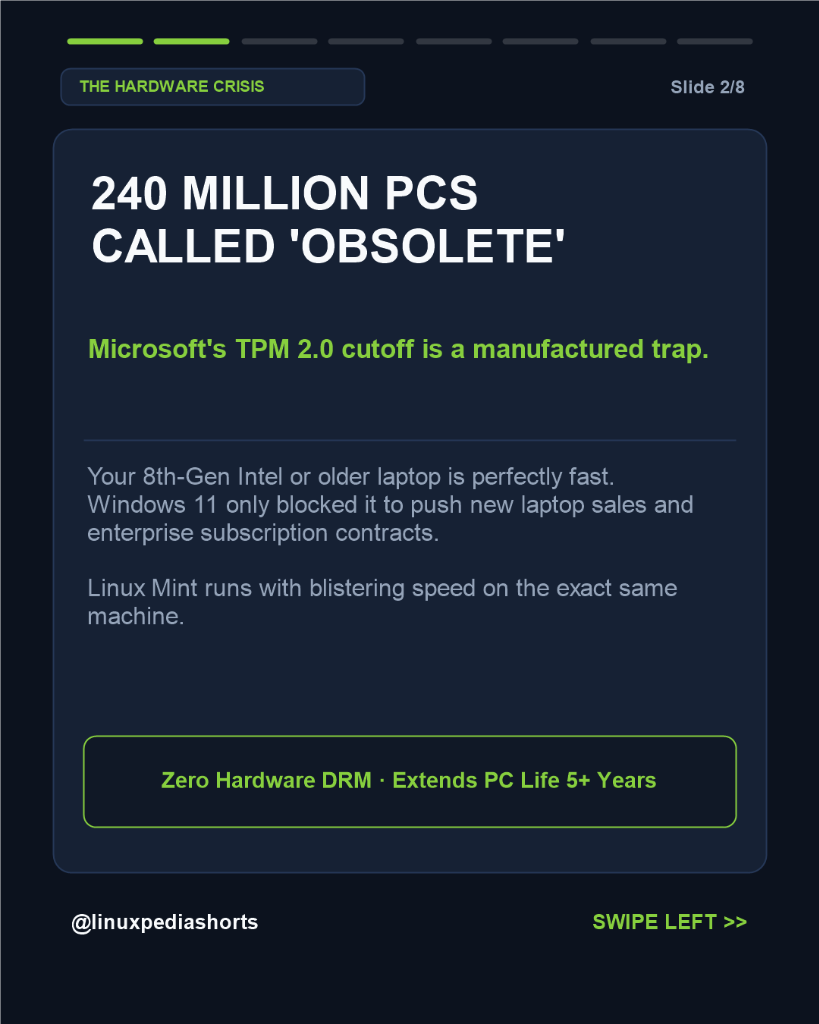 THE HARDWARE CRISIS
Slide 2/8
240 MILLION PCS
CALLED 'OBSOLETE'
Microsoft's TPM 2.0 cutoff is a manufactured trap.
Your 8th-Gen Intel or older laptop is perfectly fast.
Windows 11 only blocked it to push new laptop sales and
enterprise subscription contracts.
Linux Mint runs with blistering speed on the exact same
machine.
Zero Hardware DRM · Extends PC Life 5+ Years
@linuxpediashorts
SWIPE LEFT >>